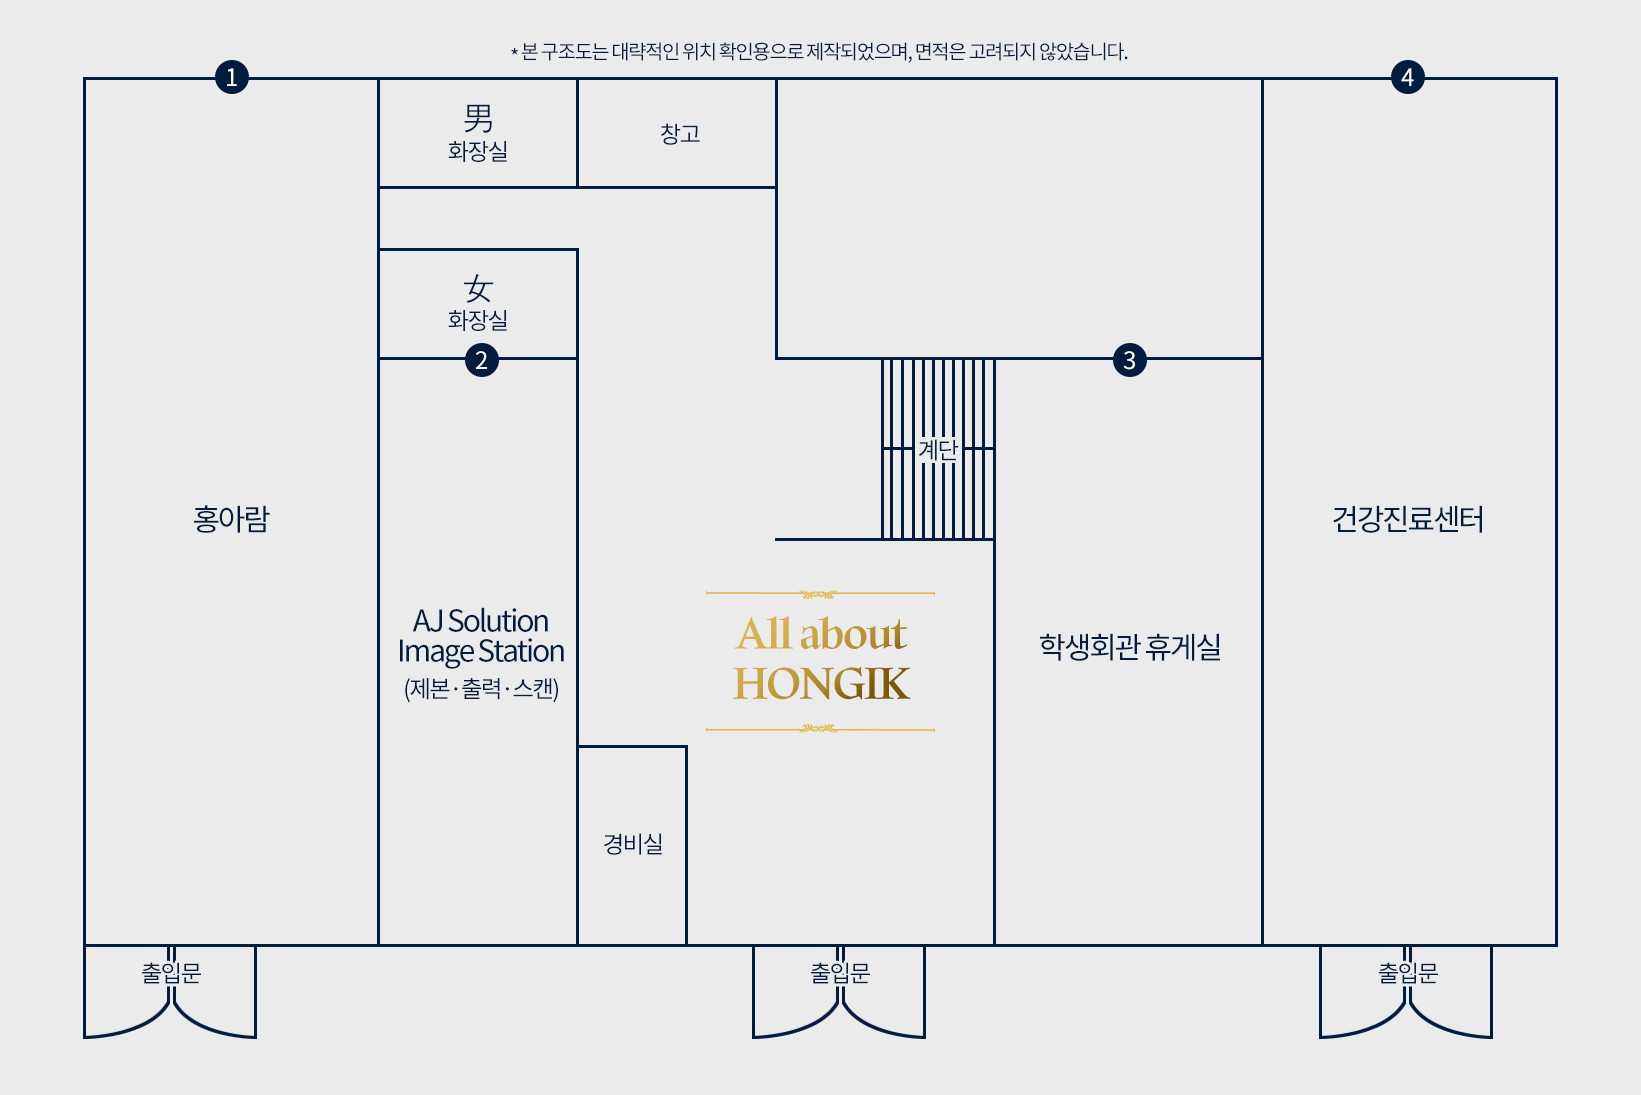 * 본 구조도는 대략적인 위치 확인용으로 제작되었으며, 면적은 고려되지 않았습니다.
1
4
男
화장실
창고
女
화장실
2
3
계단
홍아람
건강진료센터
AJ Solution
Image Station
(제본·출력·스캔)
All about
HONGIK
학생회관 휴게실
경비실
출입문
출입문
출입문